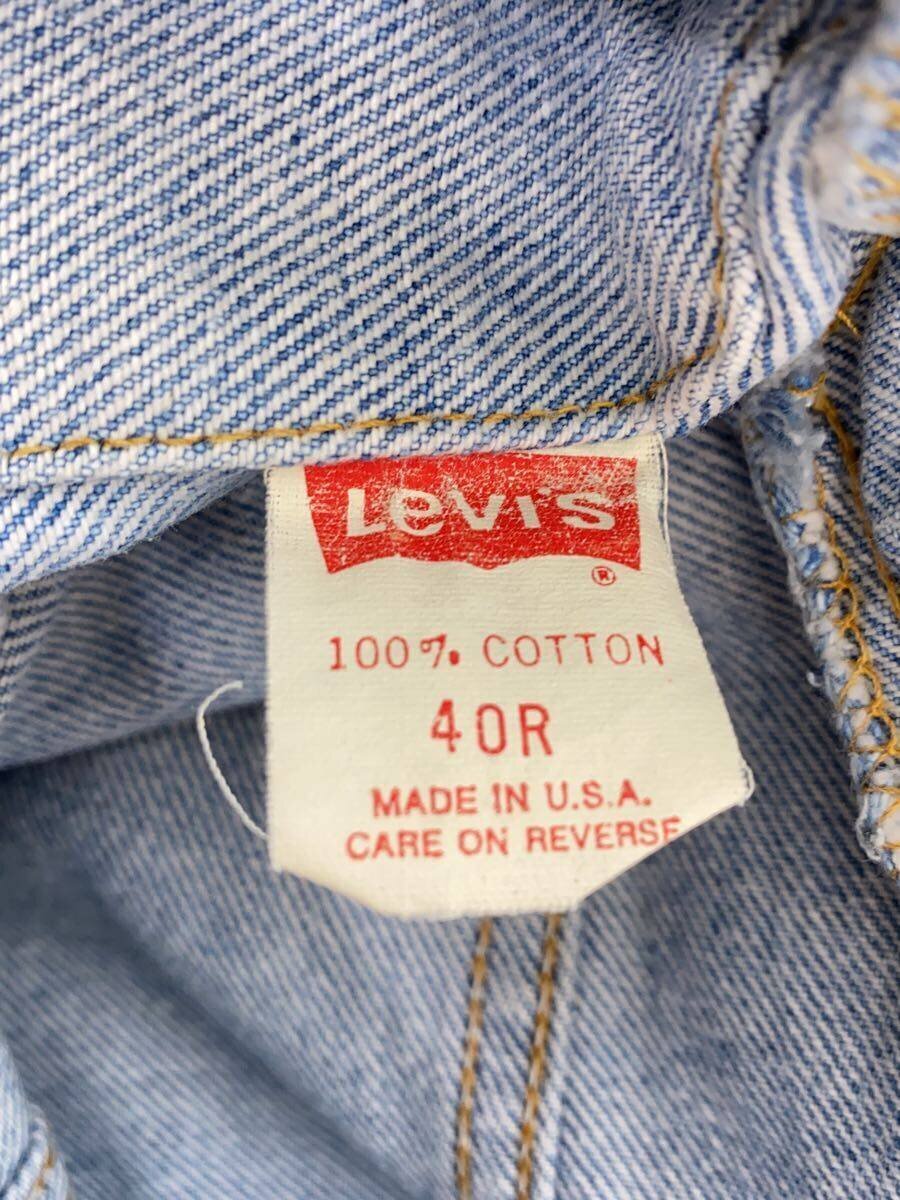 Levi's
®
100% COTTON
40R
MADE IN U.S.A.
CARE ON REVERSE